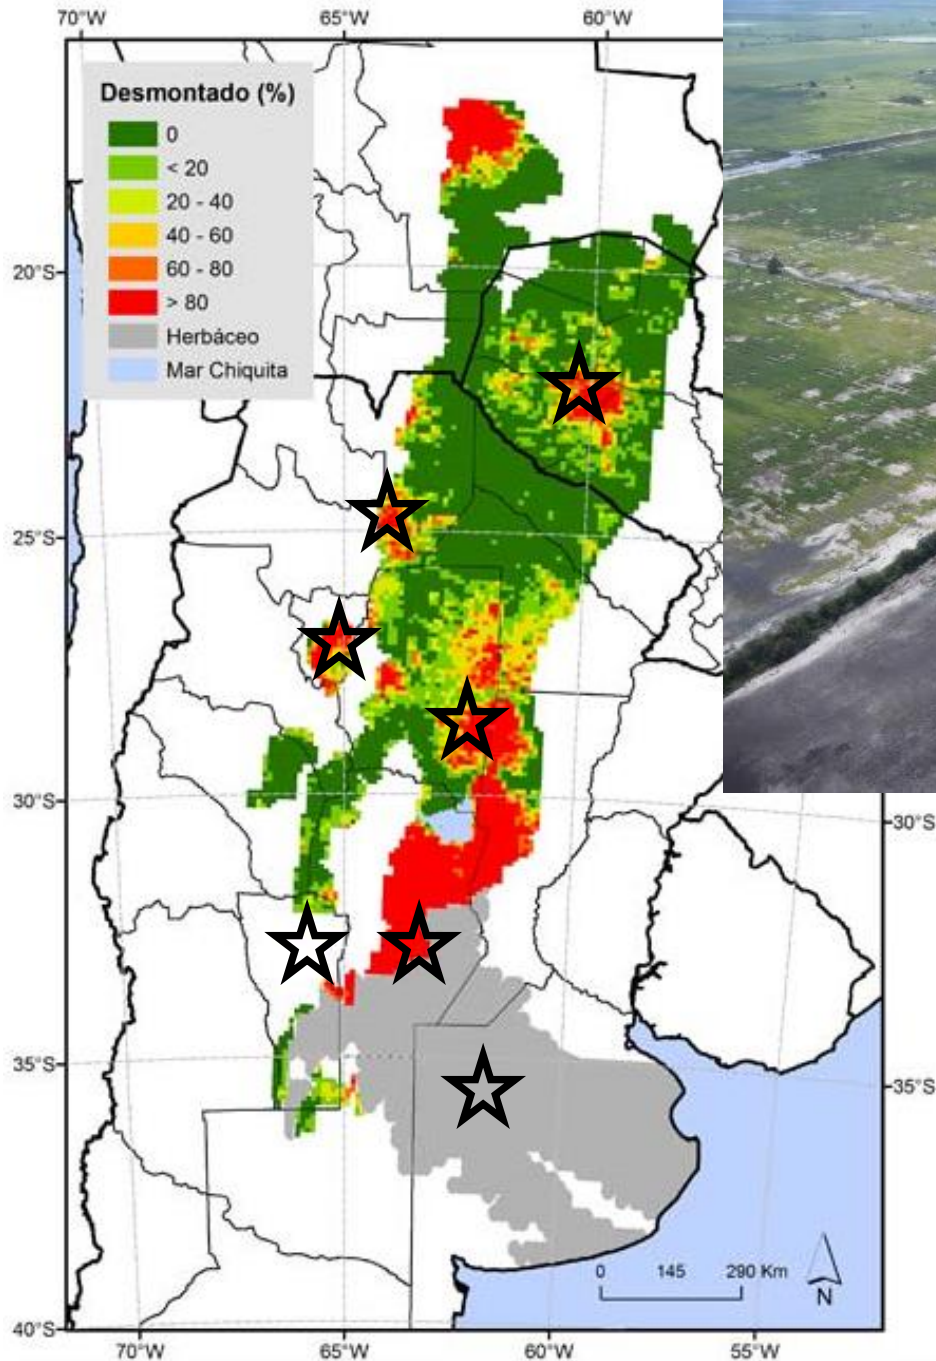 70°W 65°W 60°W
Desmontado (%)
0
< 20
20 - 40
40 - 60
60 - 80
> 80
Herbáceo
Mar Chiquita
20°S
25°S
30°S 30°S
35°S 35°S
0 145 290 Km
N
40°S
70°W 65°W 60°W 55°W